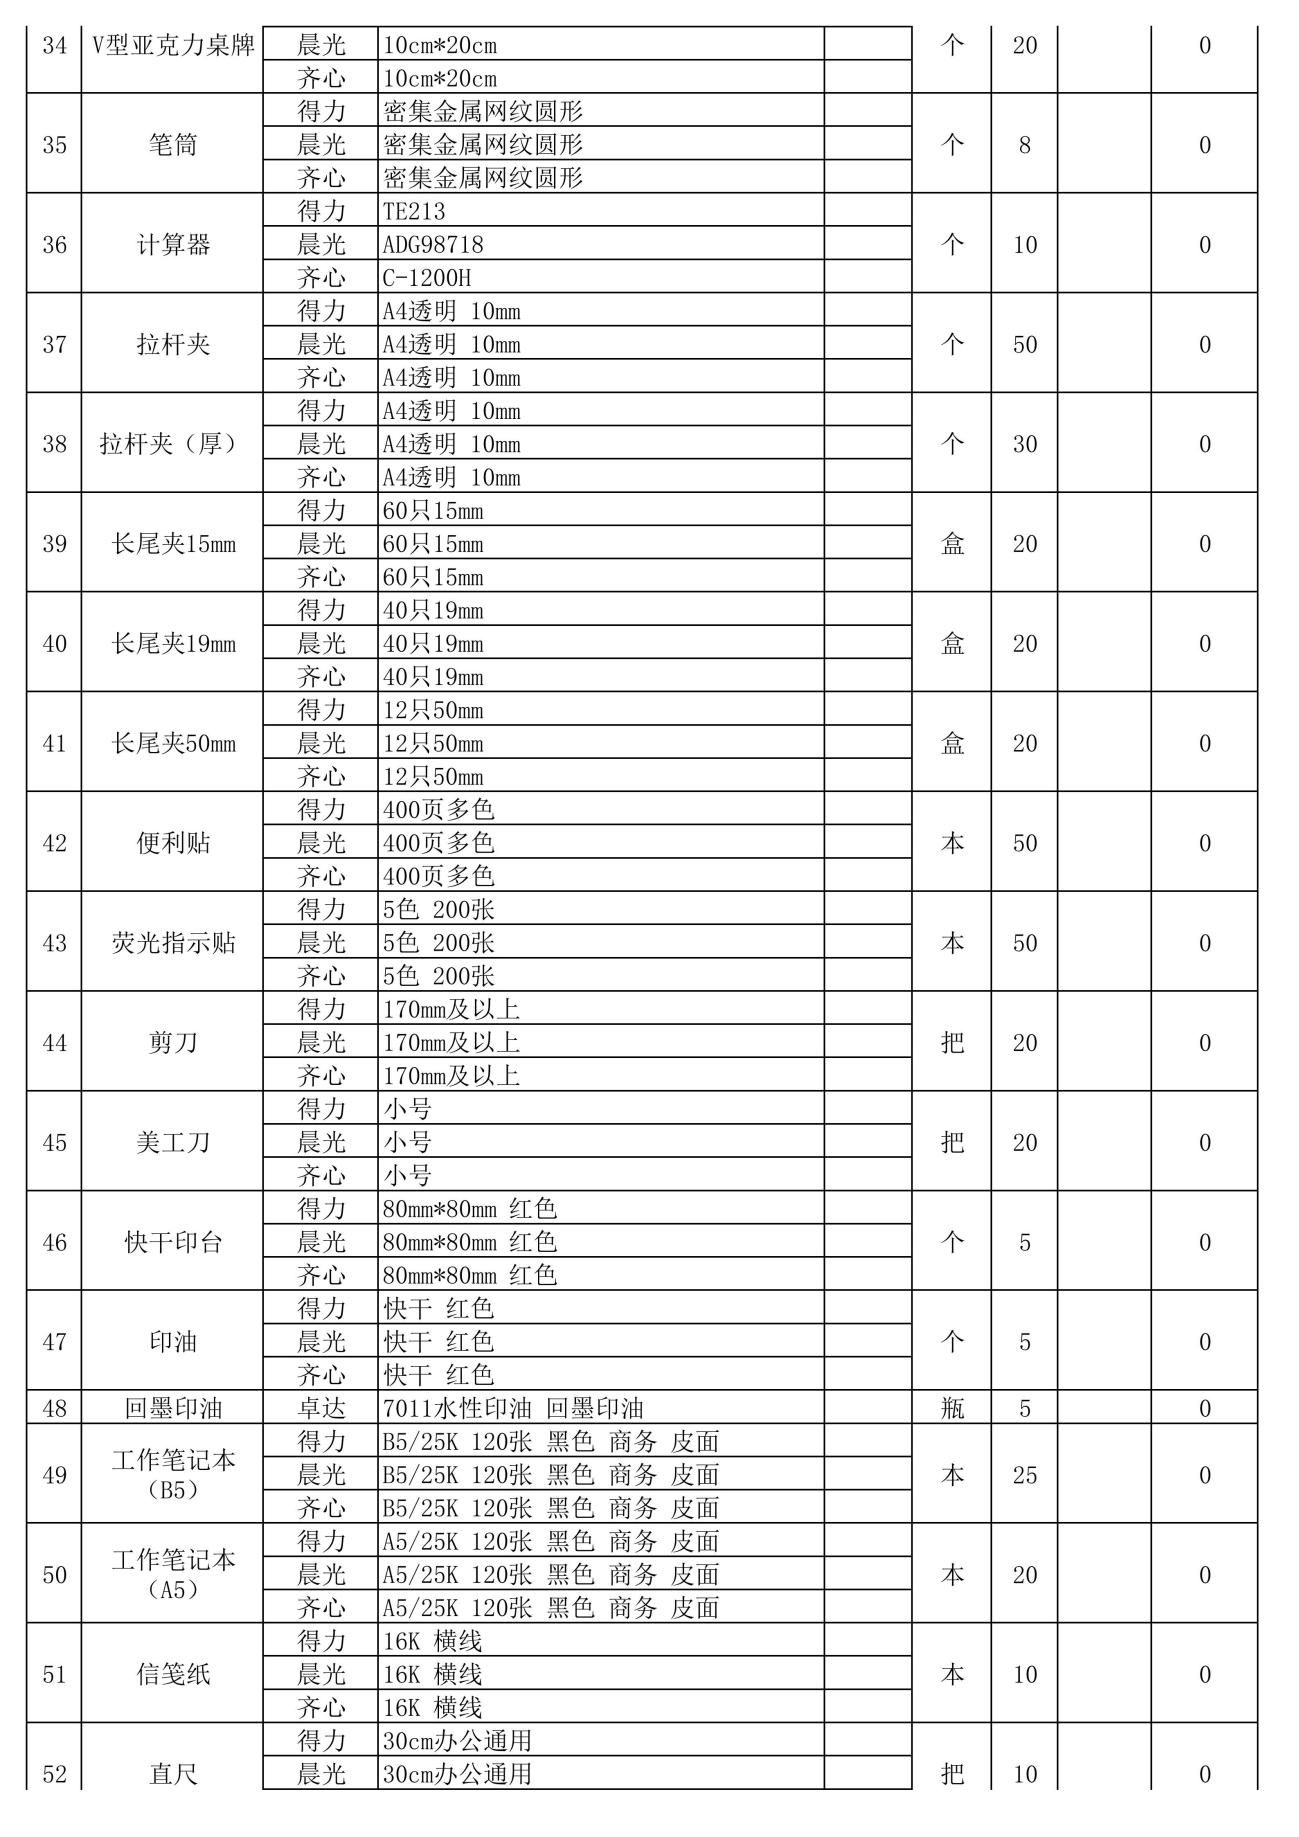 34 V型亚克力桌牌 晨光 10cm*20cm 个 20 0
齐心 10cm*20cm
得力 密集金属网纹圆形
35 笔筒 晨光 密集金属网纹圆形 个 8 0
齐心 密集金属网纹圆形
得力 TE213
36 计算器 晨光 ADG98718 个 10 0
齐心 C-1200H
得力 A4透明 10mm
37 拉杆夹 晨光 A4透明 10mm 个 50 0
齐心 A4透明 10mm
得力 A4透明 10mm
38 拉杆夹（厚） 晨光 A4透明 10mm 个 30 0
齐心 A4透明 10mm
得力 60只15mm
39 长尾夹15mm 晨光 60只15mm 盒 20 0
齐心 60只15mm
得力 40只19mm
40 长尾夹19mm 晨光 40只19mm 盒 20 0
齐心 40只19mm
得力 12只50mm
41 长尾夹50mm 晨光 12只50mm 盒 20 0
齐心 12只50mm
得力 400页多色
42 便利贴 晨光 400页多色 本 50 0
齐心 400页多色
得力 5色 200张
43 荧光指示贴 晨光 5色 200张 本 50 0
齐心 5色 200张
得力 170mm及以上
44 剪刀 晨光 170mm及以上 把 20 0
齐心 170mm及以上
得力 小号
45 美工刀 晨光 小号 把 20 0
齐心 小号
得力 80mm*80mm 红色
46 快干印台 晨光 80mm*80mm 红色 个 5 0
齐心 80mm*80mm 红色
得力 快干 红色
47 印油 晨光 快干 红色 个 5 0
齐心 快干 红色
48 回墨印油 卓达 7011水性印油 回墨印油 瓶 5 0
得力 B5/25K 120张 黑色 商务 皮面
49 工作笔记本（B5） 晨光 B5/25K 120张 黑色 商务 皮面 本 25 0
齐心 B5/25K 120张 黑色 商务 皮面
得力 A5/25K 120张 黑色 商务 皮面
50 工作笔记本（A5） 晨光 A5/25K 120张 黑色 商务 皮面 本 20 0
齐心 A5/25K 120张 黑色 商务 皮面
得力 16K 横线
51 信笺纸 晨光 16K 横线 本 10 0
齐心 16K 横线
得力 30cm办公通用
52 直尺 晨光 30cm办公通用 把 10 0